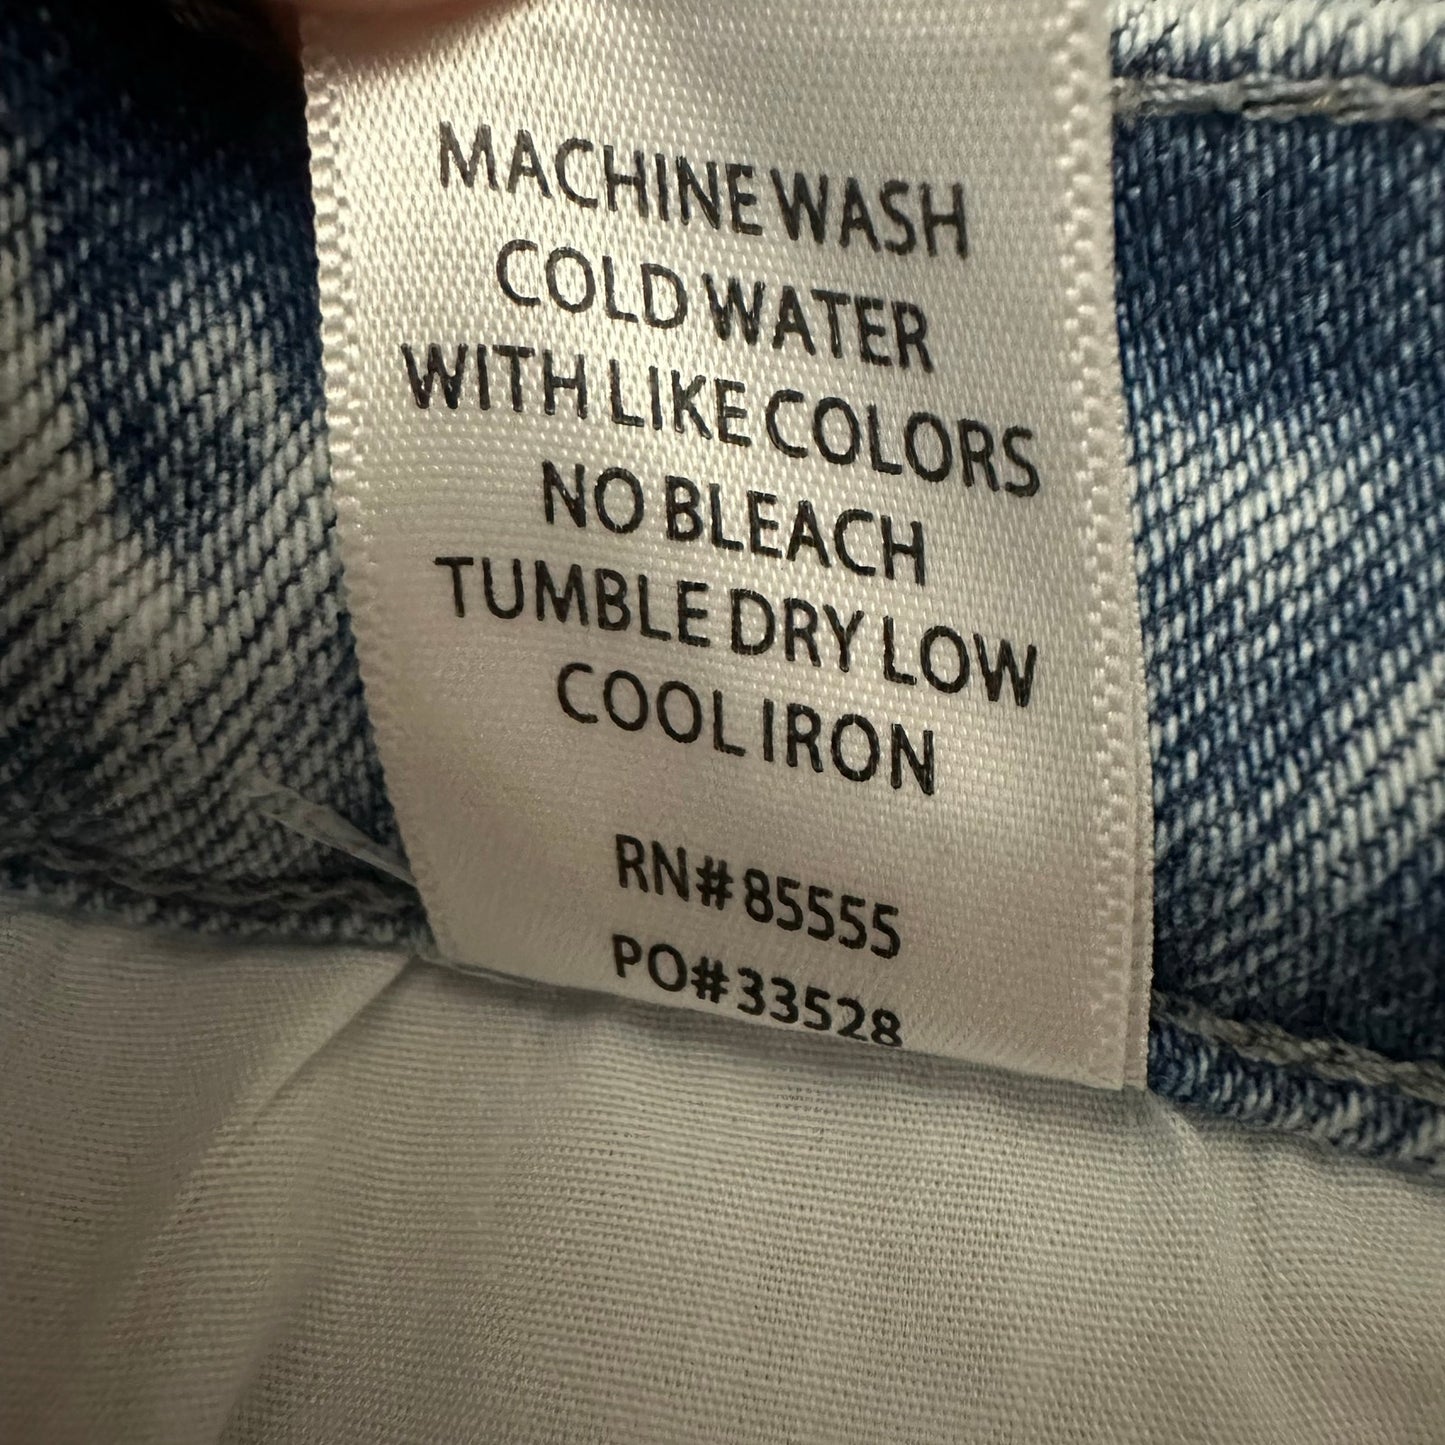 MACHINE WASH
COLD WATER
WITH LIKE COLORS
NO BLEACH
TUMBLE DRY LOW
COOL IRON
RN# 85555
PO# 33528